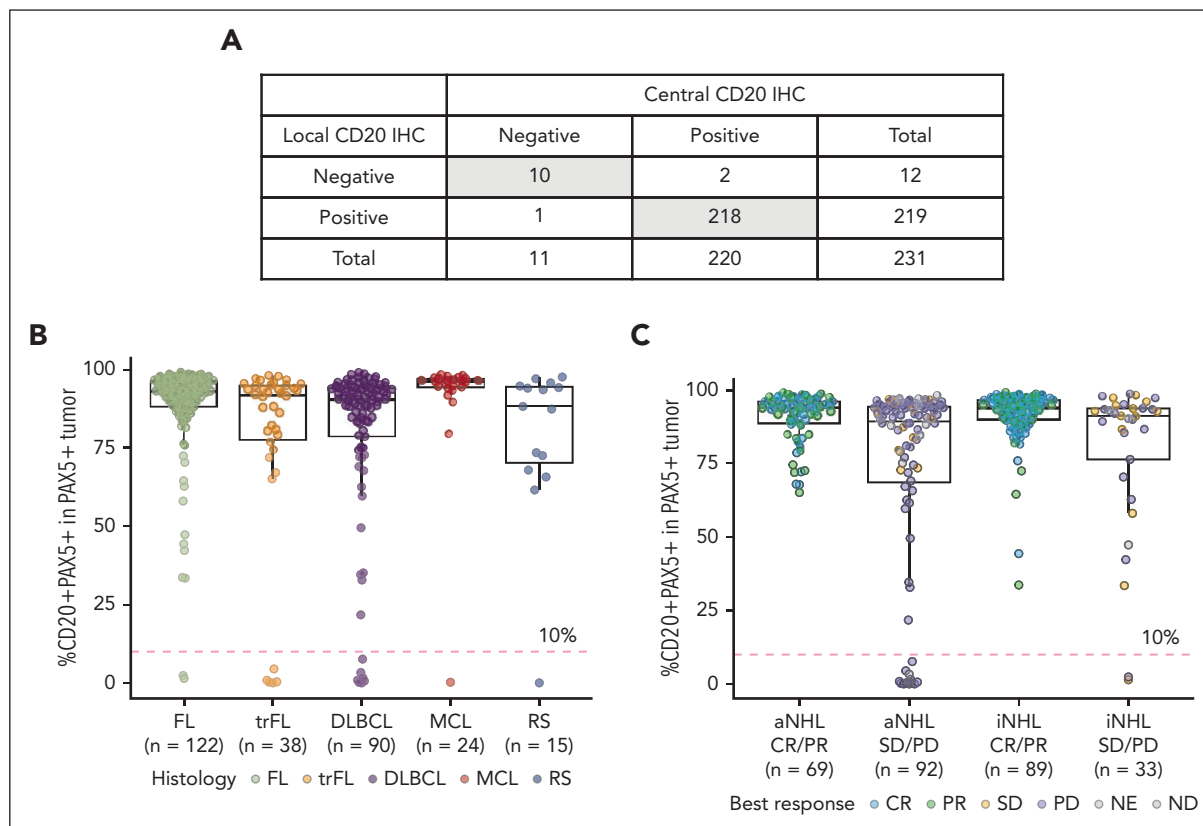 A
Central CD20 IHC
Local CD20 IHC Negative Positive Total
Negative 10 2 12
Positive 1 218 219
Total 11 220 231
B
%CD20+PAX5+ in PAX5+ tumor
100
75
50
25
0
10%
FL trFL DLBCL MCL RS
(n = 122) (n = 38) (n = 90) (n = 24) (n = 15)
Histology FL trFL DLBCL MCL RS
C
%CD20+PAX5+ in PAX5+ tumor
100
75
50
25
0
10%
aNHL aNHL iNHL iNHL
CR/PR SD/PD CR/PR SD/PD
(n = 69) (n = 92) (n = 89) (n = 33)
Best response CR PR SD PD NE ND